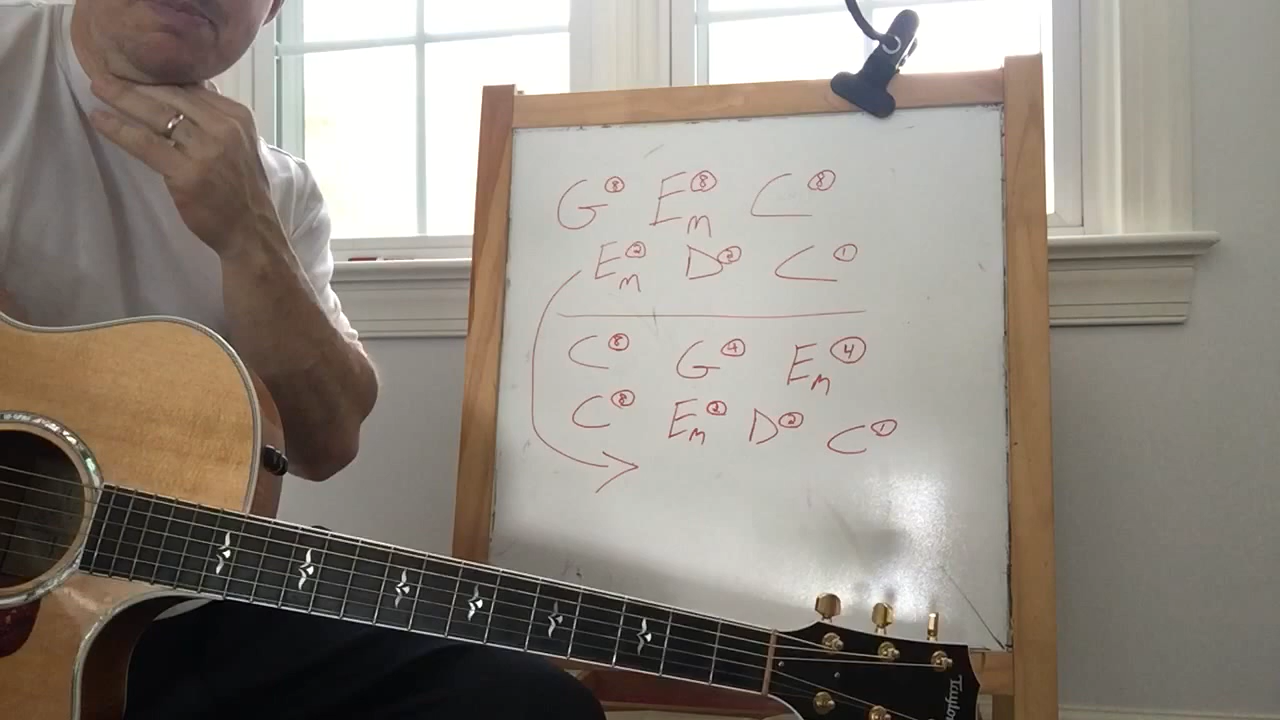 G⑧ Em⑧ C⑧
Em② D② C①
C⑧ G④ Em④
C⑧ Em② D② C①
Taylor